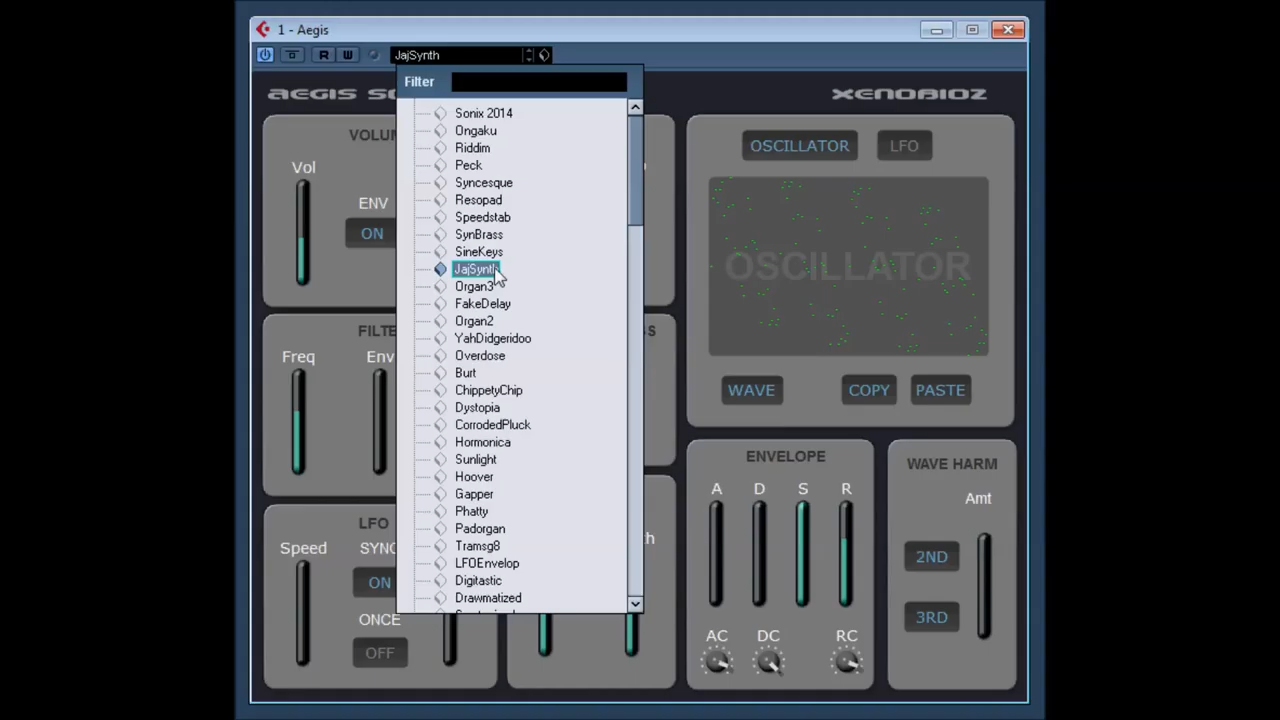 1 - Aegis
R W JajSynth
Filter
AEGIS
XENOBIOZ
Sonix 2014
Ongaku
Riddim
Peck
Syncesque
Resopad
Speedstab
SynBrass
SineKeys
JajSynth
Organ3
FakeDelay
Organ2
YahDidgeridoo
Overdose
Burt
ChippetyChip
Dystopia
CorrodedPluck
Hormonica
Sunlight
Hoover
Gapper
Phatty
Padorgan
Tramsg8
LFOEnvelop
Digitastic
Drawmatized
Vol
ENV
ON
Freq
Env
LFO
Speed
ON
ONCE
OFF
OSCILLATOR LFO
OSCILLATOR
WAVE COPY PASTE
ENVELOPE
A D S R
AC DC RC
WAVE HARM
Amt
2ND
3RD